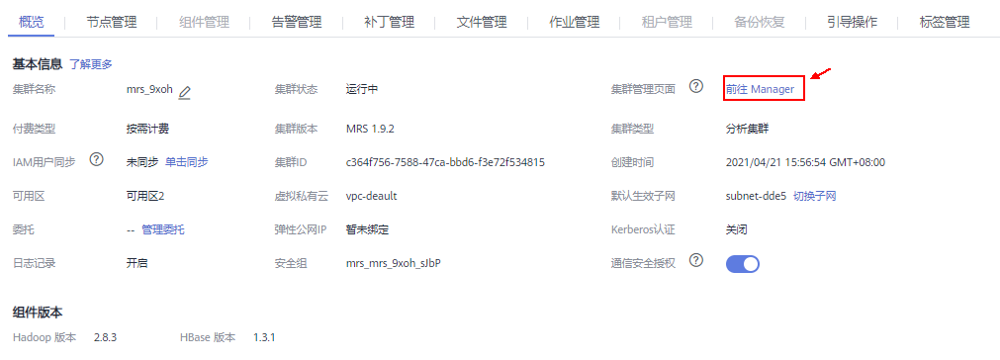 概览 节点管理 组件管理 告警管理 补丁管理 文件管理 作业管理 租户管理 备份恢复 引导操作 标签管理
基本信息 了解更多
集群名称 mrs_9xoh 集群状态 运行中 集群管理页面 ? 前往 Manager
付费类型 按需计费 集群版本 MRS 1.9.2 集群类型 分析集群
IAM用户同步 ? 未同步 单击同步 集群ID c364f756-7588-47ca-bbd6-f3e72f534815 创建时间 2021/04/21 15:56:54 GMT+08:00
可用区 可用区2 虚拟私有云 vpc-deault 默认生效子网 subnet-dde5 切换子网
委托 -- 管理委托 弹性公网IP 暂未绑定 Kerberos认证 关闭
日志记录 开启 安全组 mrs_mrs_9xoh_sJbP 通信安全授权 ?
组件版本
Hadoop 版本 2.8.3 HBase 版本 1.3.1